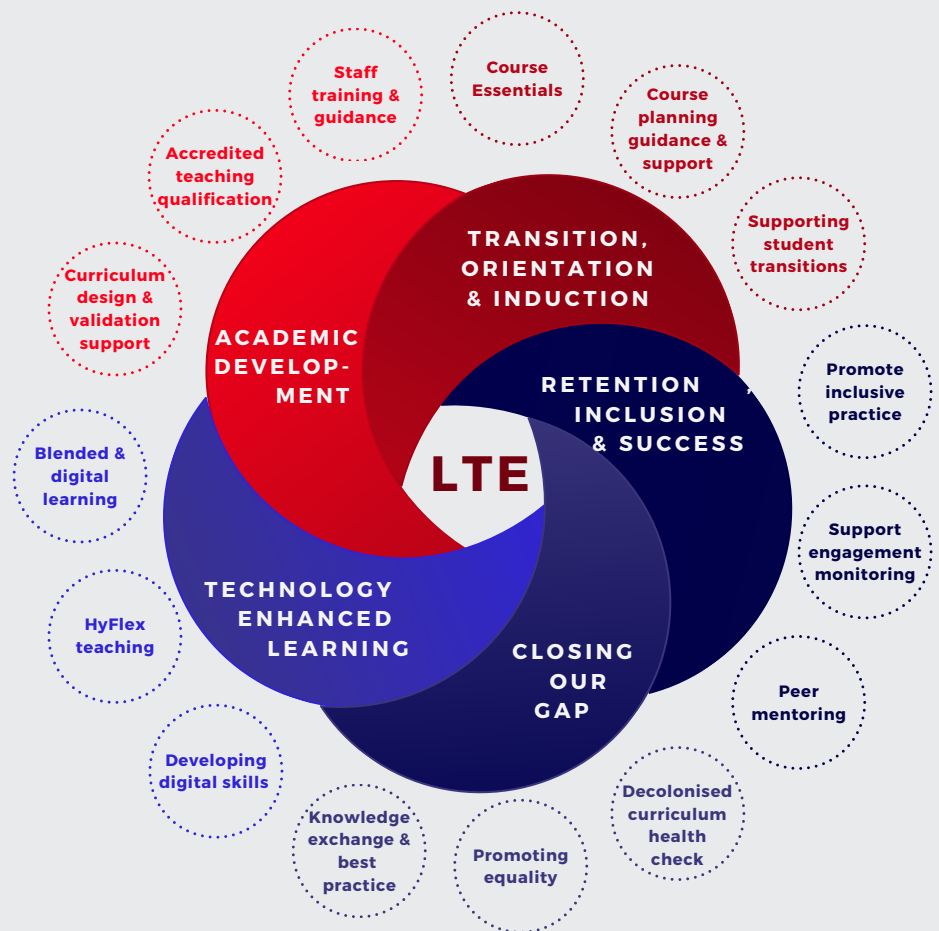 Staff
training &
guidance
Course
Essentials
Course
planning
guidance &
support
Accredited
teaching
qualification
Supporting
student
transitions
TRANSITION,
ORIENTATION
& INDUCTION
Curriculum
design &
validation
support
ACADEMIC
DEVELOP-
MENT
RETENTION ,
INCLUSION
& SUCCESS
Promote
inclusive
practice
LTE
Blended &
digital
learning
Support
engagement
monitoring
TECHNOLOGY
ENHANCED
LEARNING
HyFlex
teaching
CLOSING
OUR
GAP
Peer
mentoring
Developing
digital skills
Knowledge
exchange &
best
practice
Promoting
equality
Decolonised
curriculum
health
check